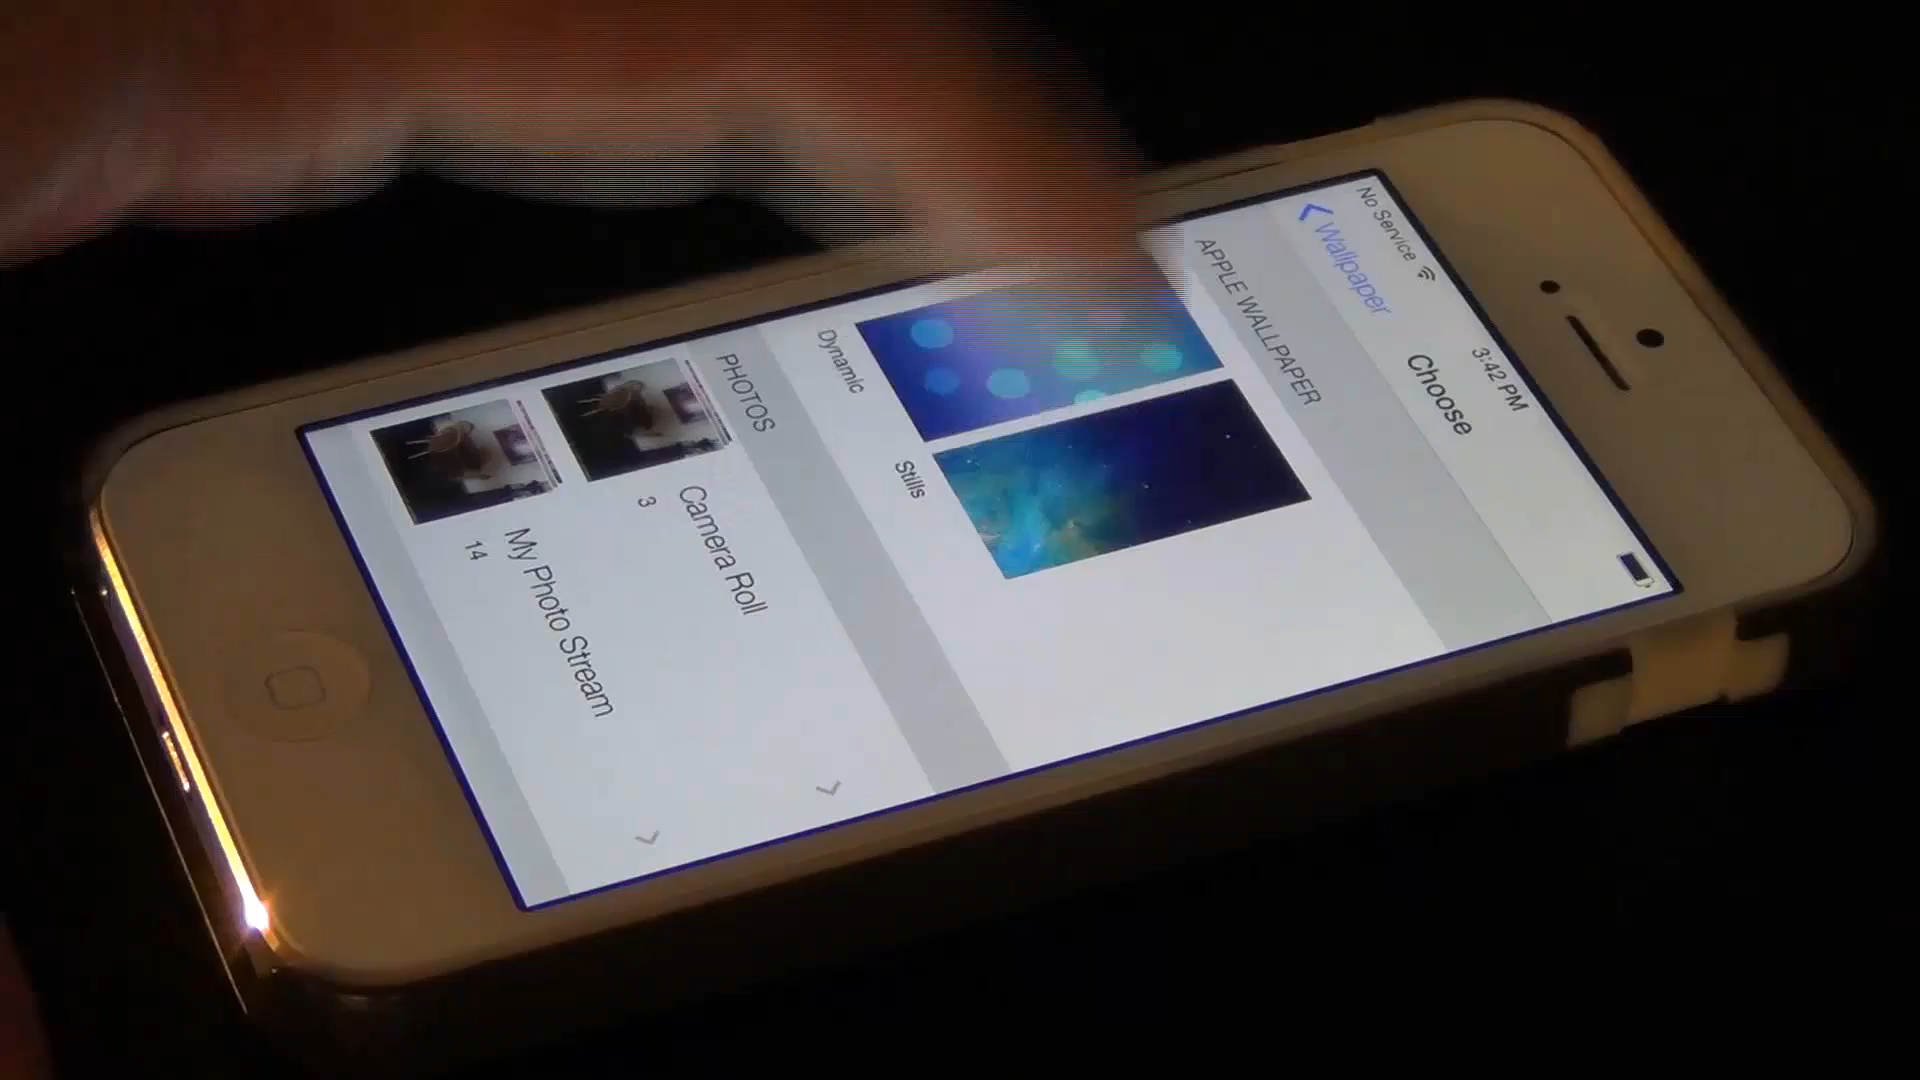 No Service 3:42 PM
Wallpaper Choose
APPLE WALLPAPER
Dynamic Stills
PHOTOS
Camera Roll
3
My Photo Stream
14